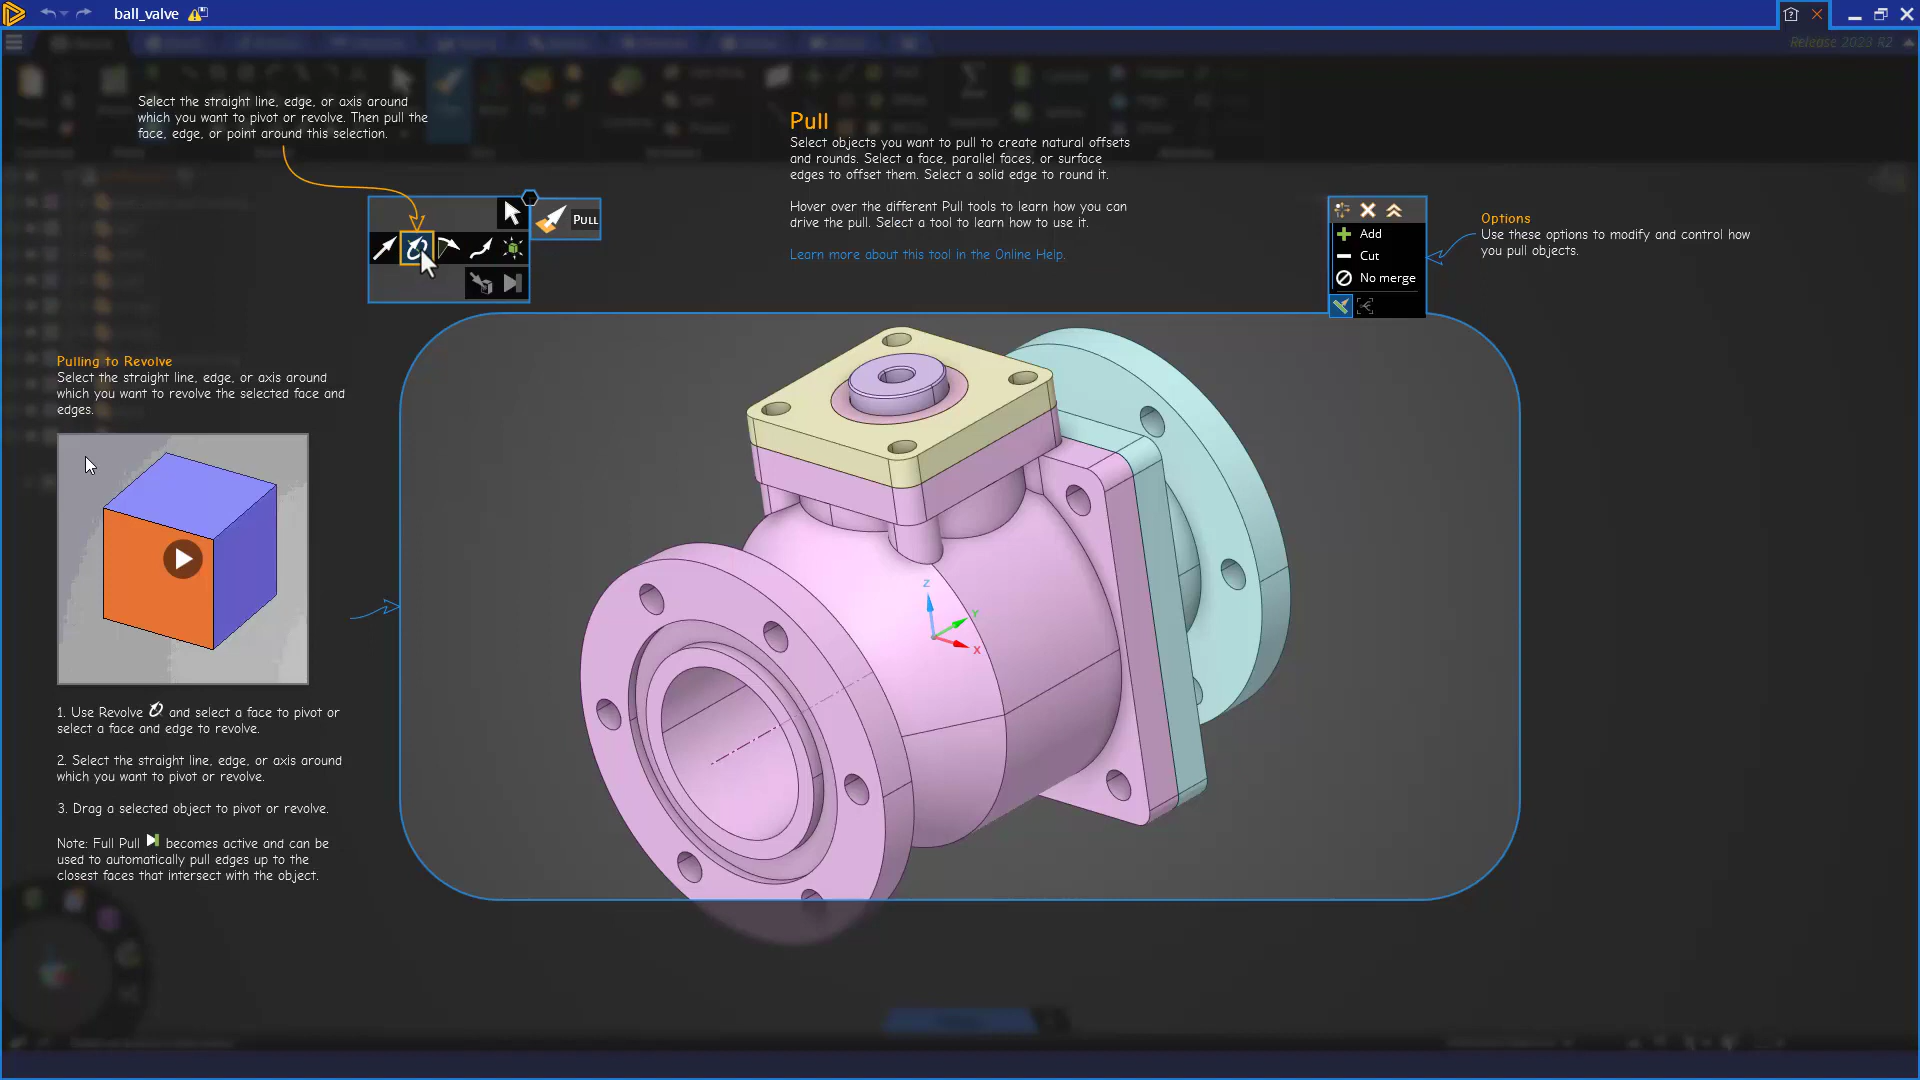 ball_valve
Release 2023 R2
Select the straight line, edge, or axis around
which you want to pivot or revolve. Then pull the
face, edge, or point around this selection.
Pull
Select objects you want to pull to create natural offsets
and rounds. Select a face, parallel faces, or surface
edges to offset them. Select a solid edge to round it.
Hover over the different Pull tools to learn how you can
drive the pull. Select a tool to learn how to use it.
Learn more about this tool in the Online Help.
PULL
Add
Cut
No merge
Options
Use these options to modify and control how
you pull objects.
Pulling to Revolve
Select the straight line, edge, or axis around
which you want to revolve the selected face and
edges.
Z
Y
X
1. Use Revolve and select a face to pivot or
select a face and edge to revolve.
2. Select the straight line, edge, or axis around
which you want to pivot or revolve.
3. Drag a selected object to pivot or revolve.
Note: Full Pull becomes active and can be
used to automatically pull edges up to the
closest faces that intersect with the object.